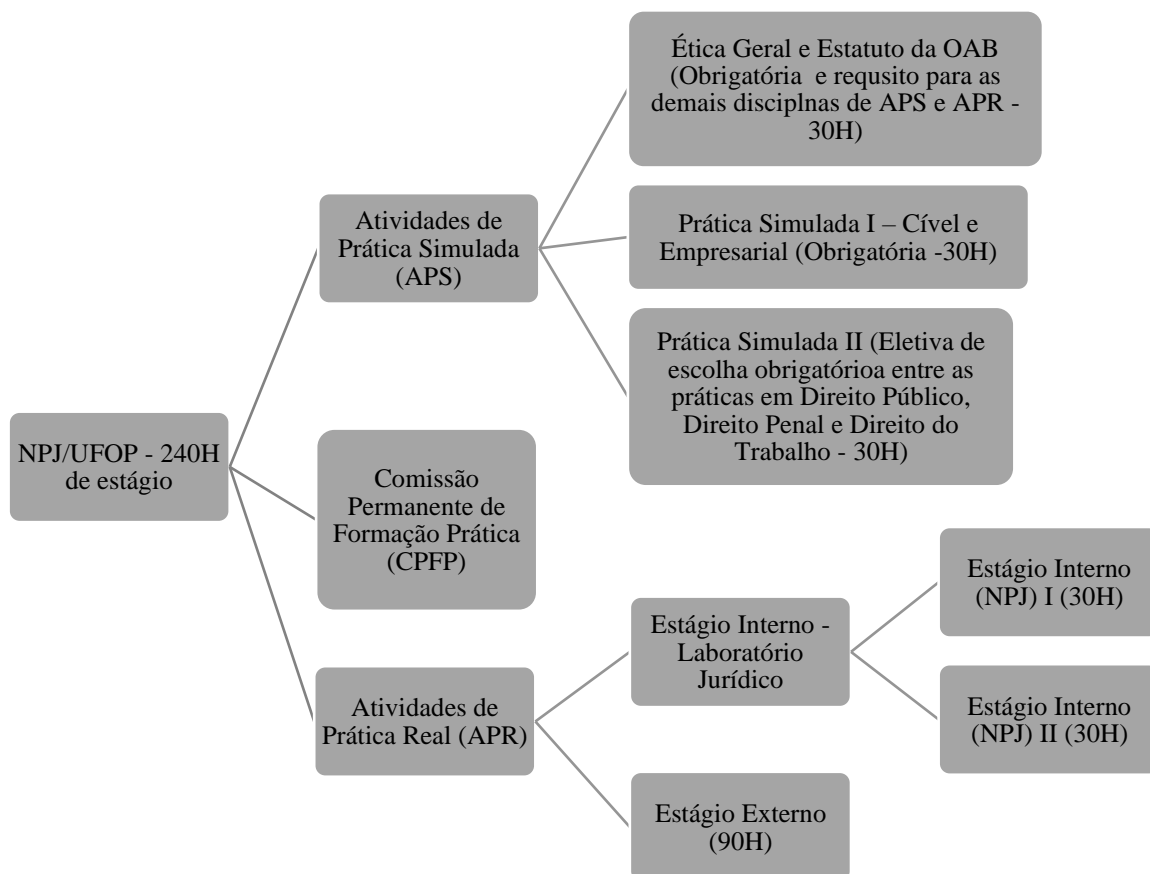 Ética Geral e Estatuto da OAB
(Obrigatória e requsito para as
demais disciplnas de APS e APR -
30H)
Atividades de
Prática Simulada
(APS)
Prática Simulada I – Cível e
Empresarial (Obrigatória -30H)
Prática Simulada II (Eletiva de
escolha obrigatórioa entre as
práticas em Direito Público,
Direito Penal e Direito do
Trabalho - 30H)
NPJ/UFOP - 240H
de estágio
Comissão
Permanente de
Formação Prática
(CPFP)
Atividades de
Prática Real (APR)
Estágio Interno -
Laboratório
Jurídico
Estágio Interno
(NPJ) I (30H)
Estágio Interno
(NPJ) II (30H)
Estágio Externo
(90H)